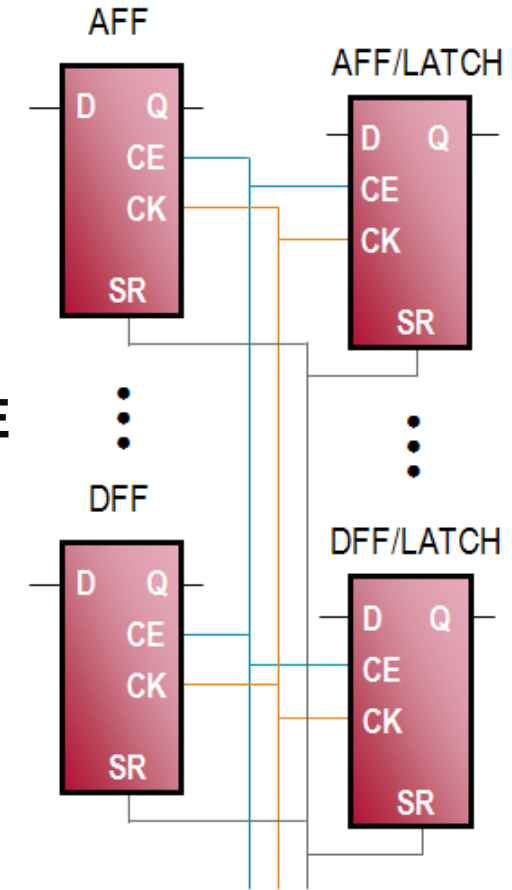 AFF
D Q
CE
CK
SR
AFF/LATCH
D Q
CE
CK
SR
E
DFF
D Q
CE
CK
SR
DFF/LATCH
D Q
CE
CK
SR